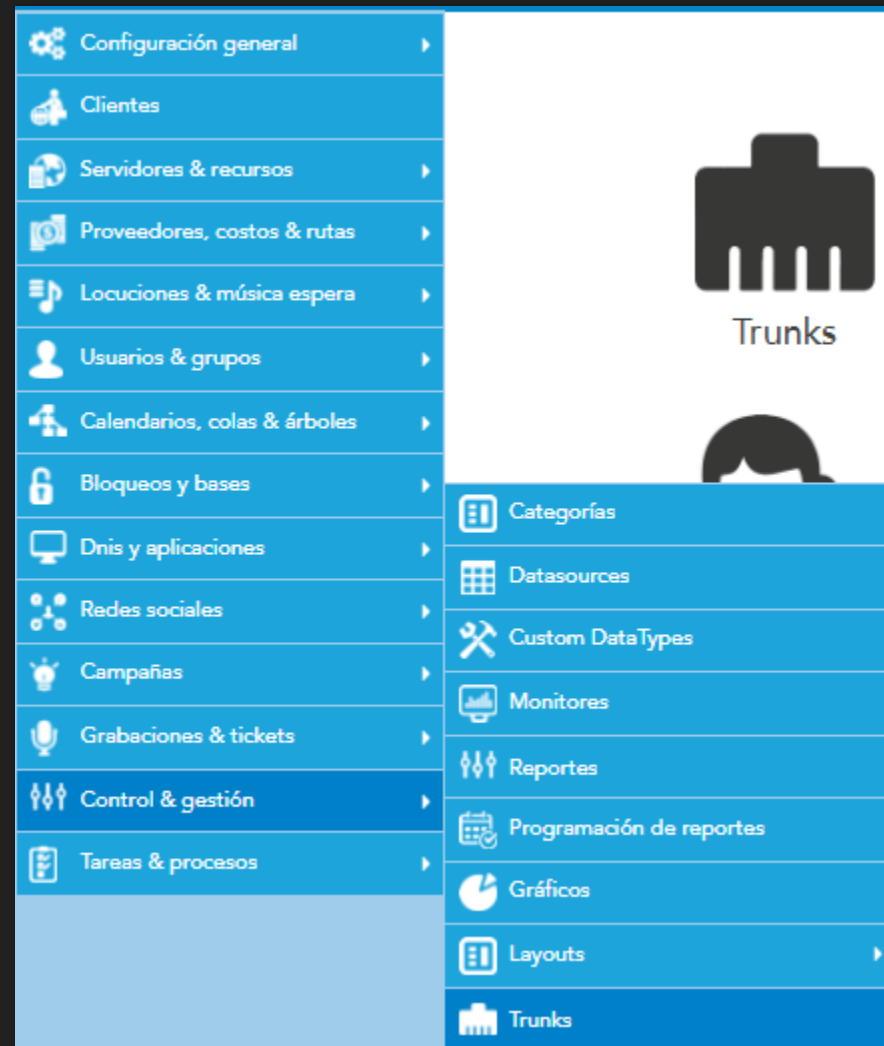 Configuración general
Clientes
Servidores & recursos
Proveedores, costos & rutas
Locuciones & música espera
Usuarios & grupos
Calendarios, colas & árboles
Bloqueos y bases
Dnis y aplicaciones
Redes sociales
Campañas
Grabaciones & tickets
Control & gestión
Tareas & procesos
Trunks
Categorías
Datasources
Custom DataTypes
Monitores
Reportes
Programación de reportes
Gráficos
Layouts
Trunks